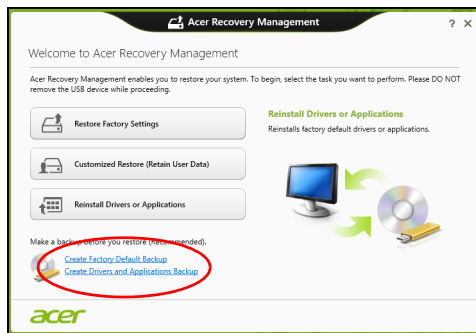 Acer Recovery Management
? X
Welcome to Acer Recovery Management
Acer Recovery Management enables you to restore your system. To begin, select the task you want to perform. Please DO NOT
remove the USB device while proceeding.
Restore Factory Settings
Customized Restore (Retain User Data)
Reinstall Drivers or Applications
Reinstall Drivers or Applications
Reinstalls factory default drivers or applications.
Make a backup before you restore (Recommended).
Create Factory Default Backup
Create Drivers and Applications Backup
acer